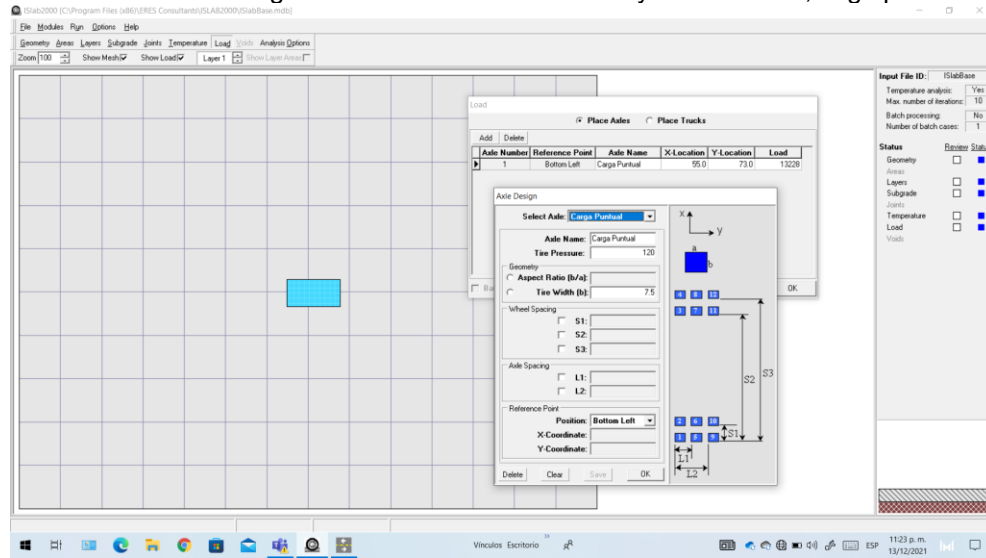 ISlab2000 [C:\Program Files (x86)\ERES Consultants\ISLAB2000\ISlabBase.mdb]
File Modules Run Options Help
Geometry Areas Layers Subgrade Joints Temperature Load Voids Analysis Options
Zoom 100 Show Mesh Show Load Layer 1 Show Layer Areas
Load
Place Axles Place Trucks
Add Delete
Axle Number Reference Point Axle Name X-Location Y-Location Load
1 Bottom Left Carga Puntual 55.0 73.0 13228
OK
Axle Design
Select Axle: Carga Puntual
Axle Name: Carga Puntual
Tire Pressure: 120
Geometry
Aspect Ratio (b/a):
Tire Width (b): 7.5
Wheel Spacing
S1:
S2:
S3:
Axle Spacing
L1:
L2:
Reference Point
Position: Bottom Left
X-Coordinate:
Y-Coordinate:
Delete Clear Save OK
X
y
a
b
4 8 12
3 7 11
S2 S3
2 6 10
1 5 9 S1
L1
L2
Input File ID: ISlabBase
Temperature analysis: Yes
Max. number of iterations: 10
Batch processing: No
Number of batch cases: 1
Status Review
Geometry
Areas
Layers
Subgrade
Joints
Temperature
Load
Voids
Vínculos Escritorio
ESP
11:23 p. m.
13/12/2021